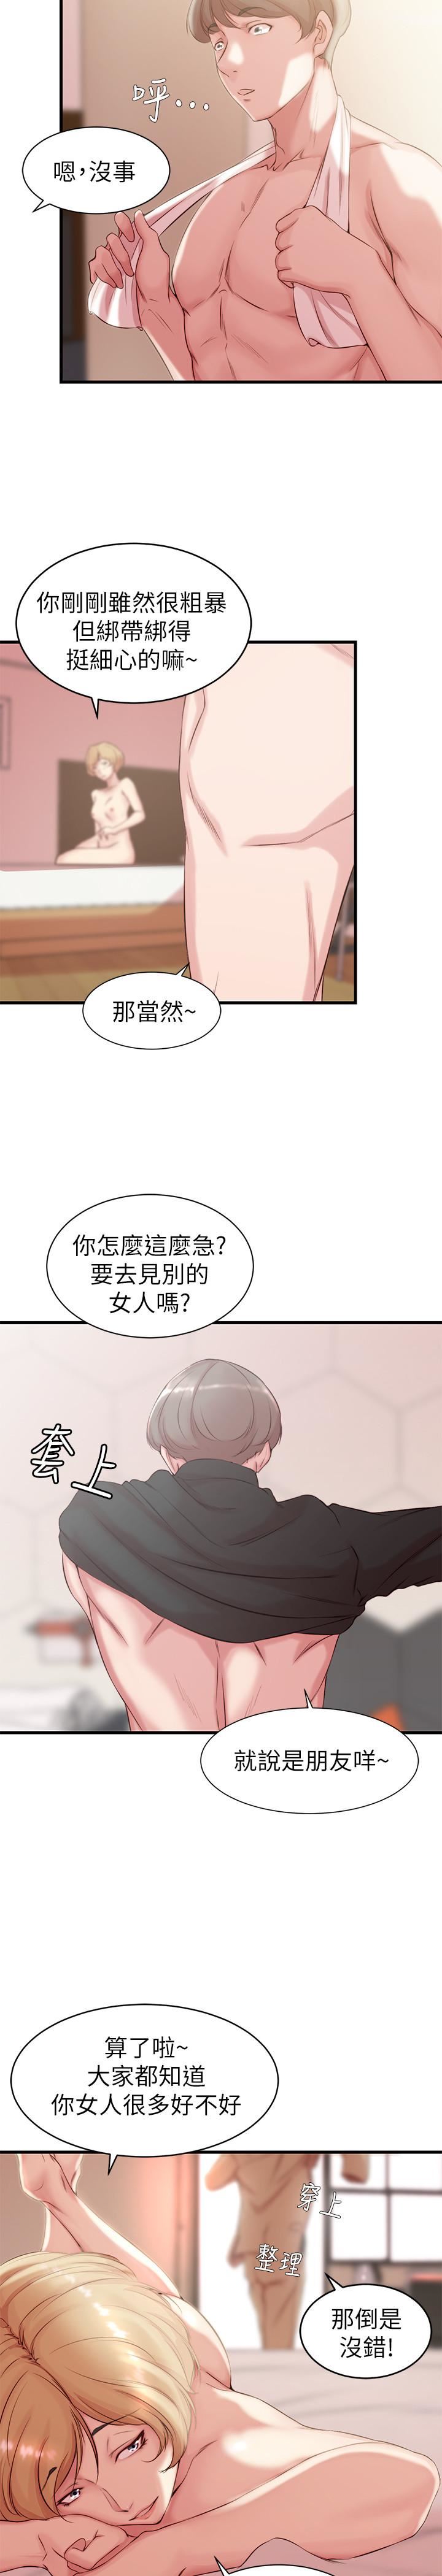 呼...
嗯，沒事
你剛剛雖然很粗暴
但綁帶綁得
挺細心的嘛~
那當然~
你怎麼這麼急?
要去見別的
女人嗎?
套上
就說是朋友咩~
算了啦~
大家都知道
你女人很多好不好
穿上
整理
那倒是
沒錯!